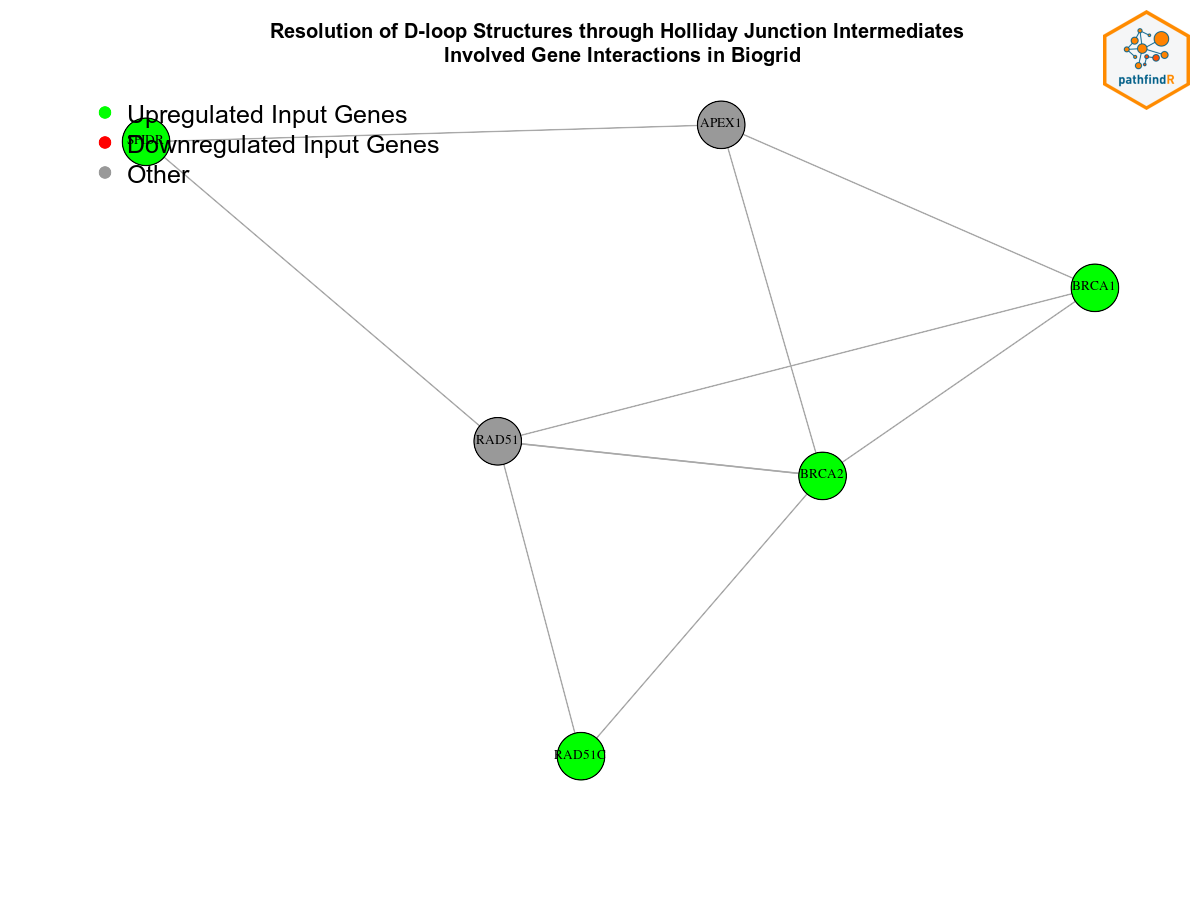 Resolution of D-loop Structures through Holliday Junction Intermediates
Involved Gene Interactions in Biogrid
pathfindR
Upregulated Input Genes
Downregulated Input Genes
Other
SPIDR
APEX1
BRCA1
RAD51
BRCA2
RAD51C